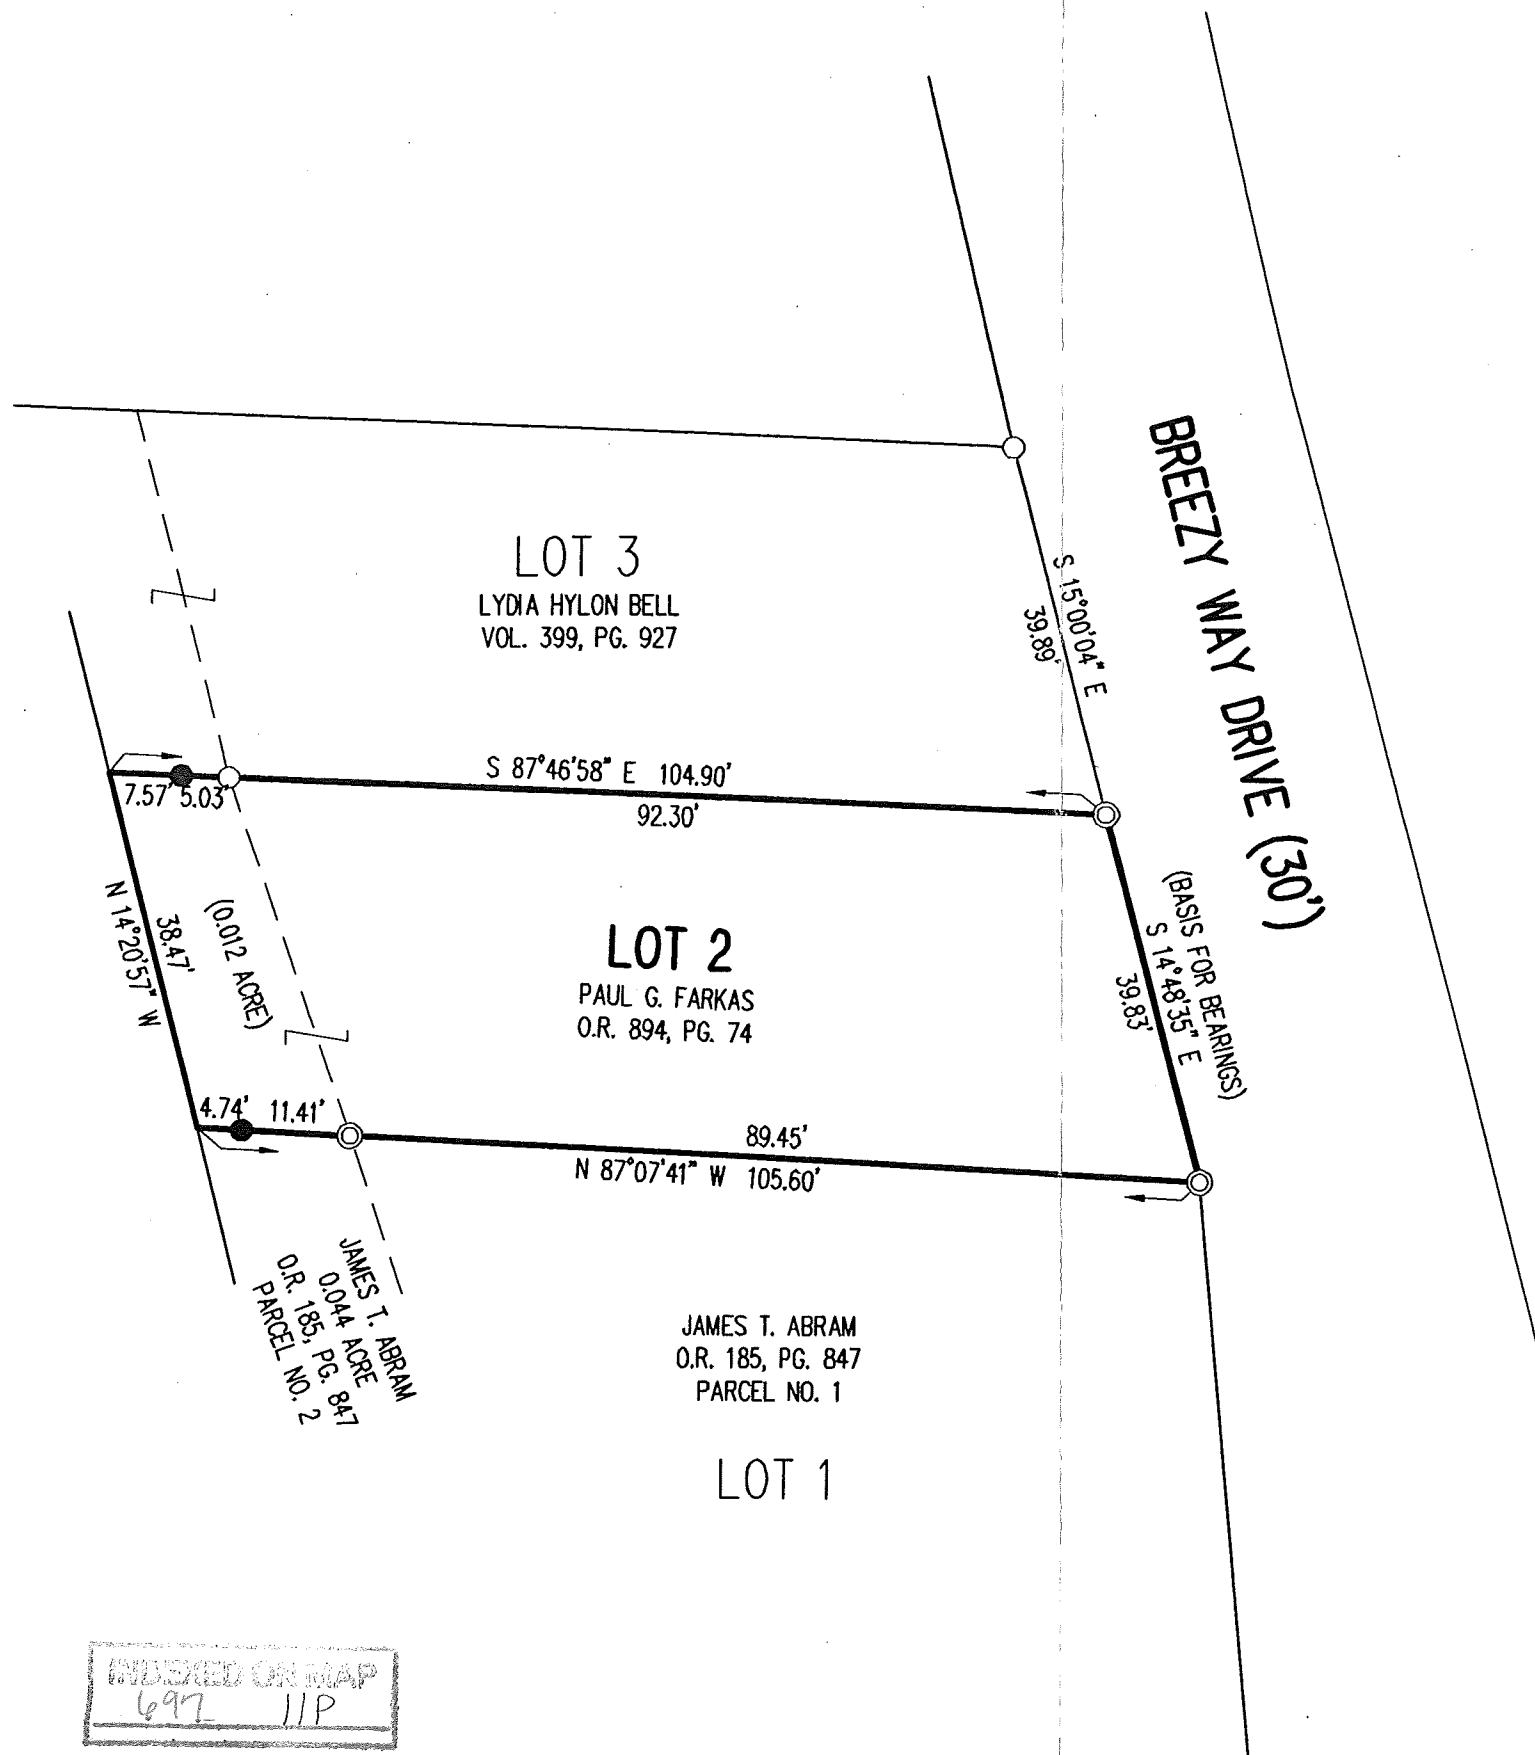 BREEZY WAY DRIVE (30')
LOT 3
LYDIA HYLON BELL
VOL. 399, PG. 927
S 15°00'04" E
39.89'
S 87°46'58" E 104.90'
7.57' 5.03'
92.30'
N 14°20'57" W
38.47'
(0.012 ACRE)
LOT 2
PAUL G. FARKAS
O.R. 894, PG. 74
(BASIS FOR BEARINGS)
S 14°48'35" E
39.83'
4.74' 11.41'
89.45'
N 87°07'41" W 105.60'
JAMES T. ABRAM
0.044 ACRE
O.R. 185, PG. 847
PARCEL NO. 2
JAMES T. ABRAM
O.R. 185, PG. 847
PARCEL NO. 1
LOT 1
INDEXED ON MAP
697 11P